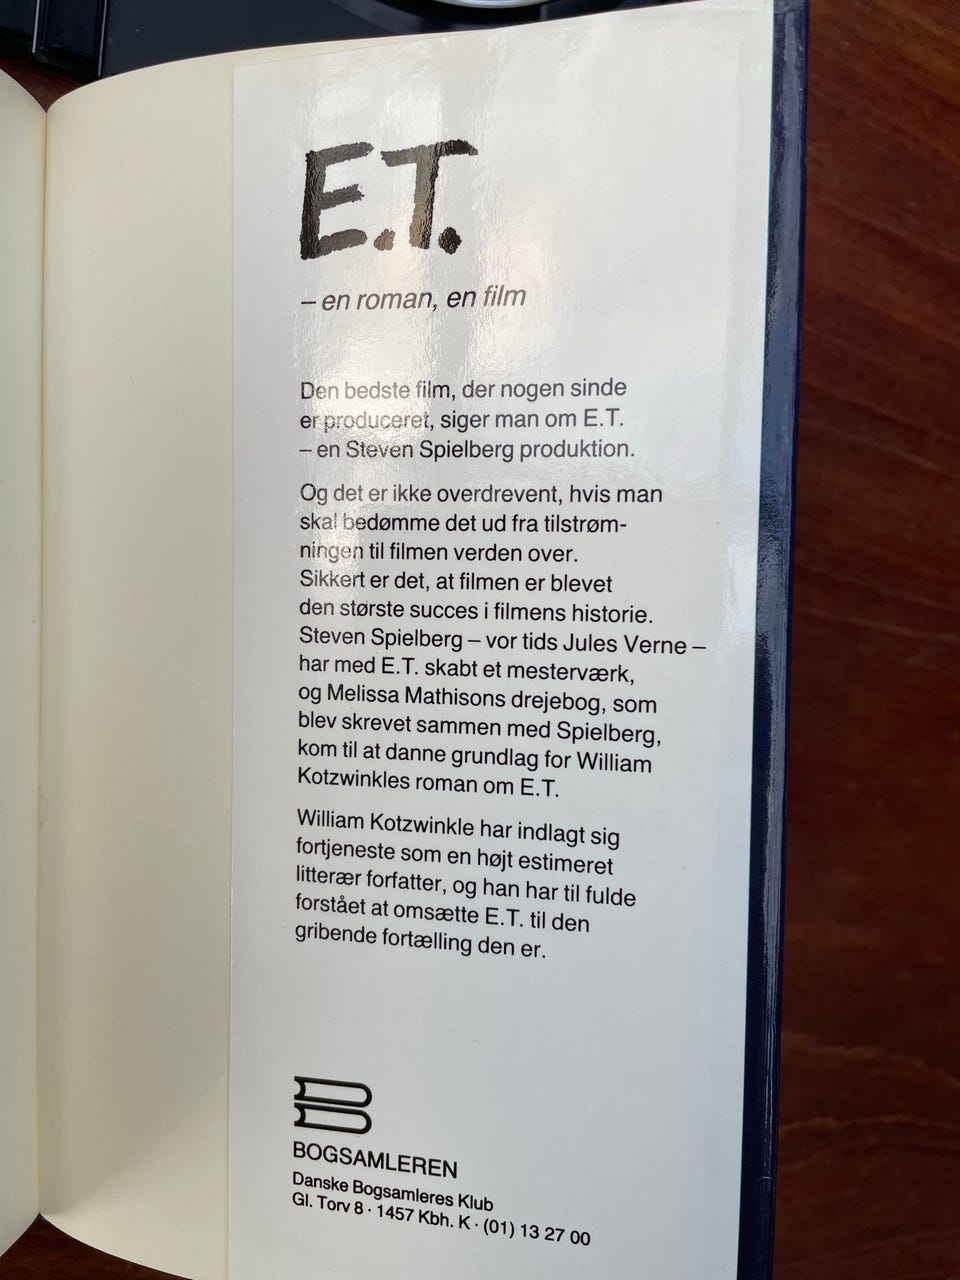 E.T.
– en roman, en film
Den bedste film, der nogen sinde
er produceret, siger man om E.T.
– en Steven Spielberg produktion.
Og det er ikke overdrevent, hvis man
skal bedømme det ud fra tilstrøm-
ningen til filmen verden over.
Sikkert er det, at filmen er blevet
den største succes i filmens historie.
Steven Spielberg – vor tids Jules Verne –
har med E.T. skabt et mesterværk,
og Melissa Mathisons drejebog, som
blev skrevet sammen med Spielberg,
kom til at danne grundlag for William
Kotzwinkles roman om E.T.
William Kotzwinkle har indlagt sig
fortjeneste som en højt estimeret
litterær forfatter, og han har til fulde
forstået at omsætte E.T. til den
gribende fortælling den er.
BOGSAMLEREN
Danske Bogsamleres Klub
Gl. Torv 8 · 1457 Kbh. K · (01) 13 27 00